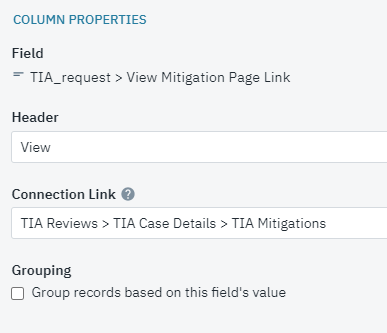 COLUMN PROPERTIES
Field
TIA_request > View Mitigation Page Link
Header
View
Connection Link ?
TIA Reviews > TIA Case Details > TIA Mitigations
Grouping
Group records based on this field's value